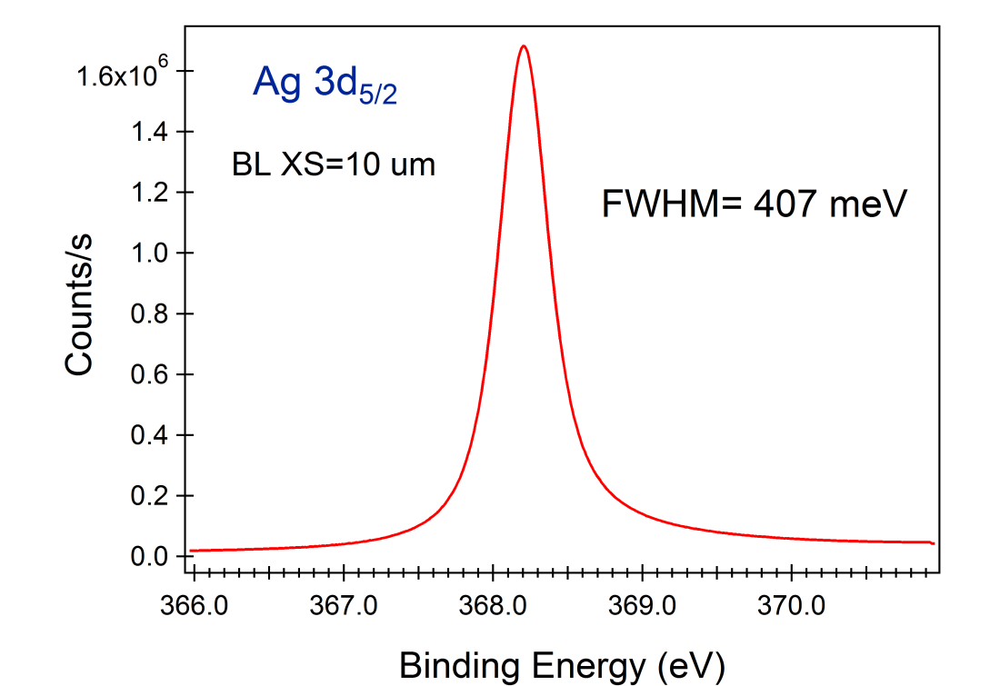 1.6x10⁶
Ag 3d5/2
1.4
BL XS=10 um
1.2
FWHM= 407 meV
1.0
0.8
0.6
0.4
0.2
0.0
Counts/s
366.0 367.0 368.0 369.0 370.0
Binding Energy (eV)